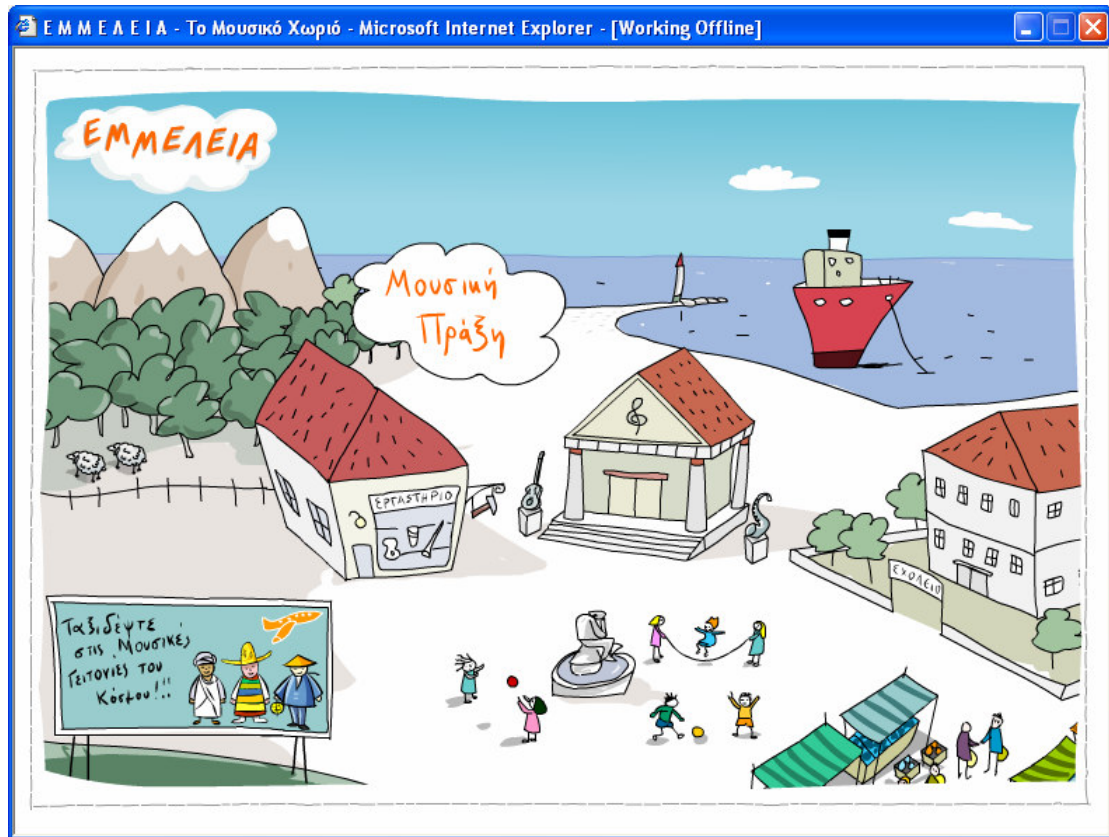 Ε Μ Μ Ε Λ Ε Ι Α - Το Μουσικό Χωριό - Microsoft Internet Explorer - [Working Offline]
ΕΜΜΕΛΕΙΑ
Μουσική
Πράξη
ΕΡΓΑΣΤΗΡΙΟ
ΣΧΟΛΕΙΟ
Ταξιδέψτε
στις Μουσικές
Γειτονιές του
Κόσμου!!!